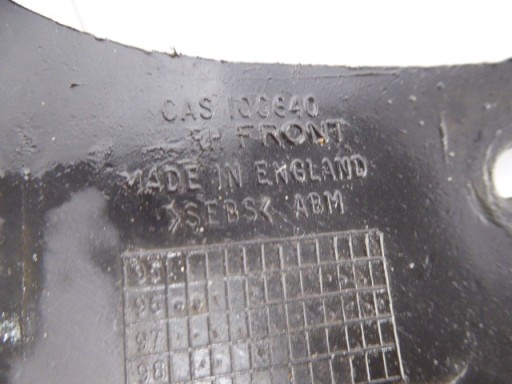 CAS 100640
RH FRONT
MADE IN ENGLAND
>SEBS< ABM
95
96
97
98